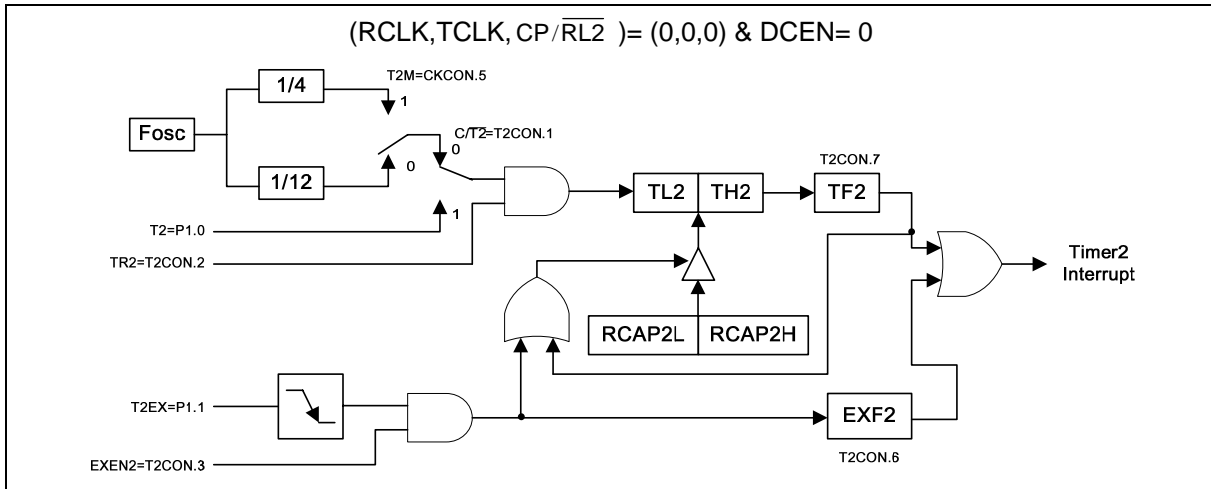 (RCLK,TCLK, CP/R̅L̅2̅ )= (0,0,0) & DCEN= 0
1/4
T2M=CKCON.5
1
Fosc
C/T̅2̅=T2CON.1
0
0
1/12
1
T2=P1.0
TR2=T2CON.2
TL2
TH2
T2CON.7
TF2
Timer2
Interrupt
RCAP2L
RCAP2H
T2EX=P1.1
EXF2
EXEN2=T2CON.3
T2CON.6